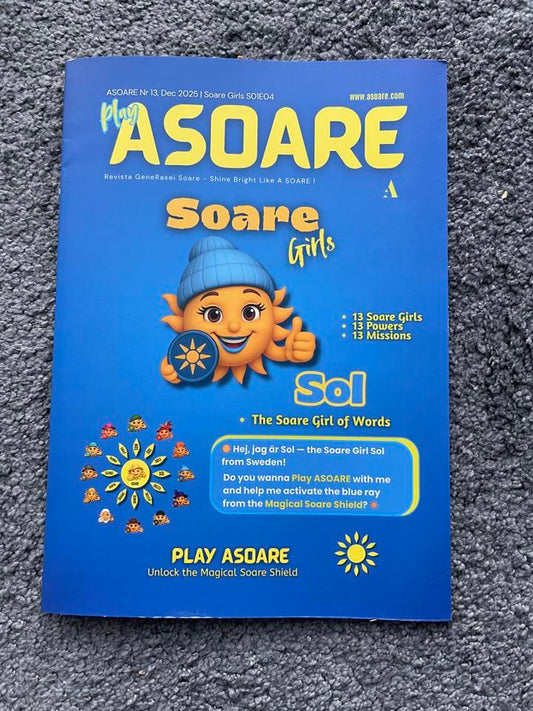 ASOARE Nr 13, Dec 2025 | Soare Girls S01E04
www.asoare.com
Play
ASOARE
Revista GeneRasei Soare - Shine Bright Like A SOARE !
A
Soare
Girls
• 13 Soare Girls
• 13 Powers
• 13 Missions
Sol
• The Soare Girl of Words
Hej, jag är Sol — the Soare Girl Sol
from Sweden!
Do you wanna Play ASOARE with me
and help me activate the blue ray
from the Magical Soare Shield?
PLAY ASOARE
Unlock the Magical Soare Shield